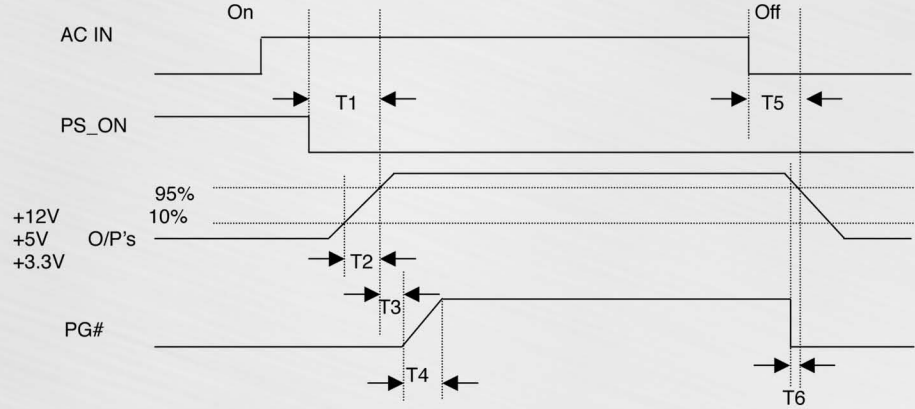 On
Off
AC IN
T1
T5
PS_ON
95%
+12V
10%
+5V
O/P's
+3.3V
T2
T3
PG#
T4
T6